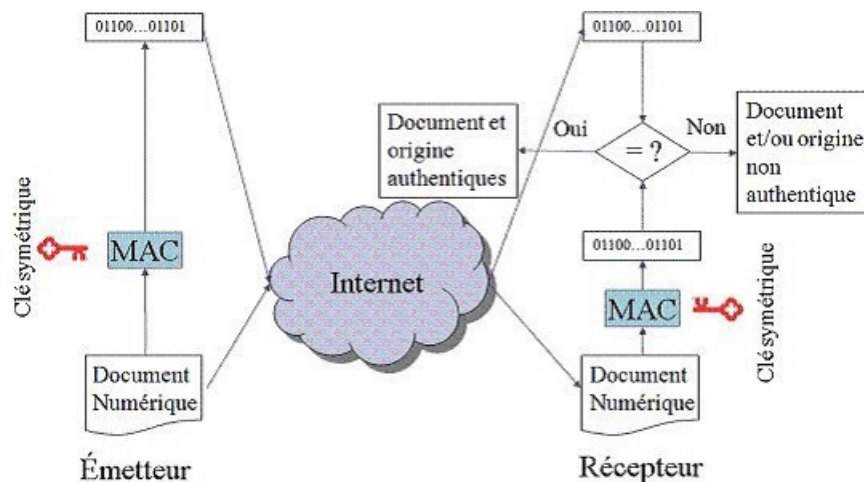 01100...01101
01100...01101
Document et
origine
authentiques
Oui
= ?
Non
Document
et/ou origine
non
authentique
Clé symétrique
MAC
Internet
01100...01101
MAC
Clé symétrique
Document
Numérique
Document
Numérique
Émetteur
Récepteur